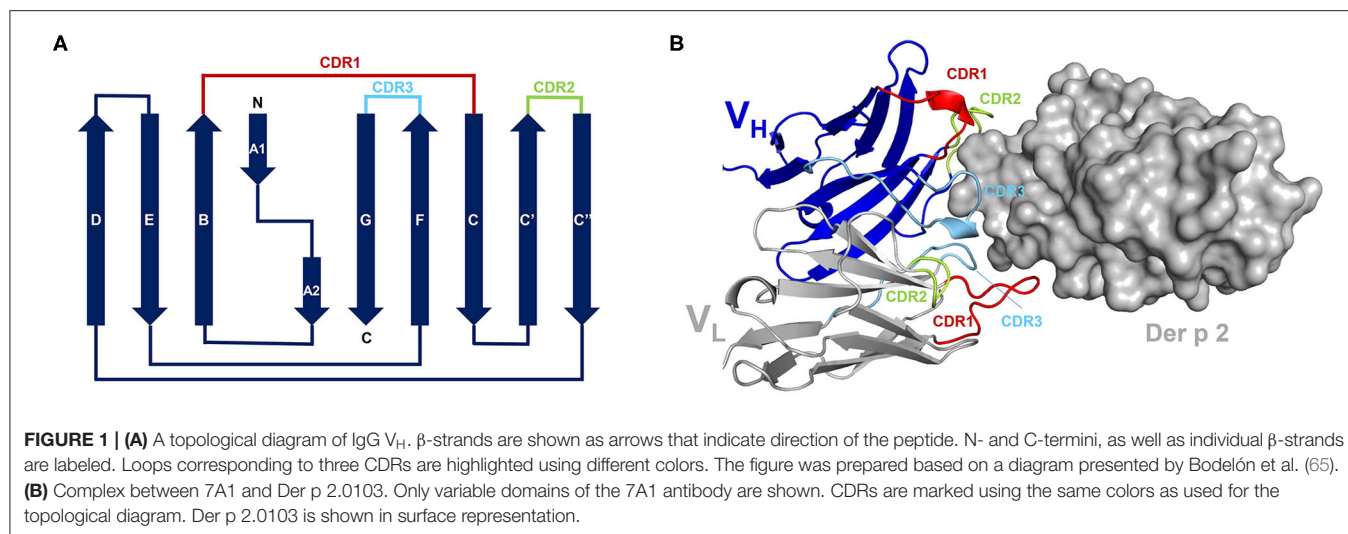 A
B
CDR1
CDR3
CDR2
N
A1
D
E
B
G
F
C
C'
C''
A2
C
VH
CDR1
CDR2
CDR3
CDR2
CDR1
CDR3
VL
Der p 2
FIGURE 1 | (A) A topological diagram of IgG VH. β-strands are shown as arrows that indicate direction of the peptide. N- and C-termini, as well as individual β-strands
are labeled. Loops corresponding to three CDRs are highlighted using different colors. The figure was prepared based on a diagram presented by Bodelón et al. (65).
(B) Complex between 7A1 and Der p 2.0103. Only variable domains of the 7A1 antibody are shown. CDRs are marked using the same colors as used for the
topological diagram. Der p 2.0103 is shown in surface representation.